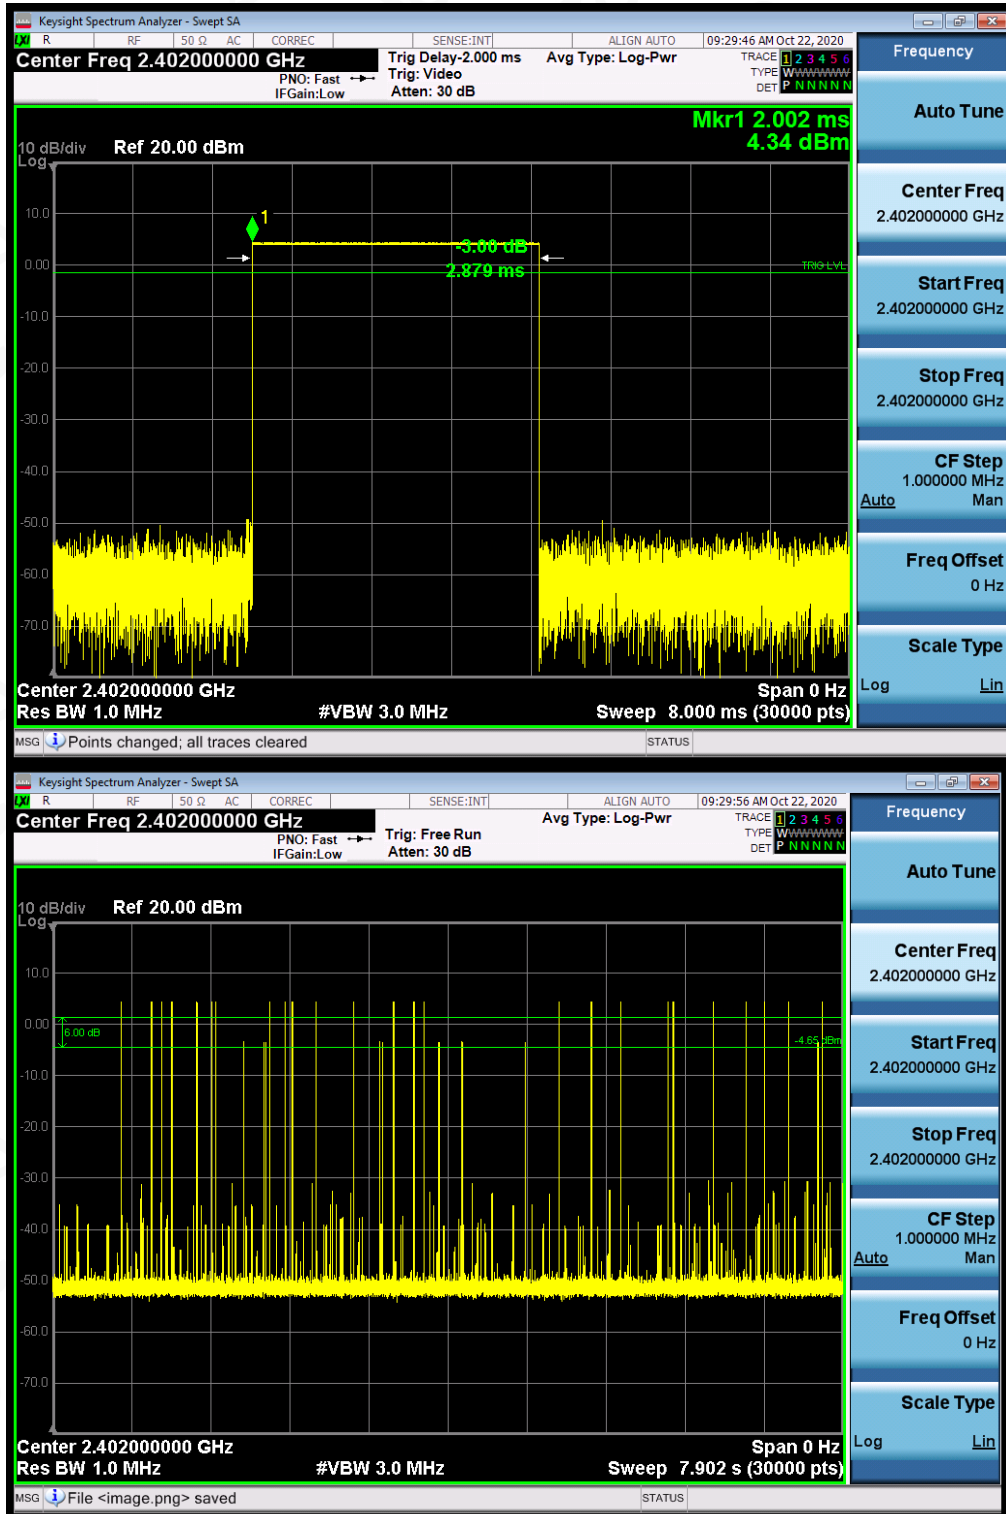 Keysight Spectrum Analyzer - Swept SA
LXI R RF 50 Ω AC CORREC SENSE:INT ALIGN AUTO 09:29:46 AM Oct 22, 2020
Center Freq 2.402000000 GHz
PNO: Fast
IFGain:Low
Trig Delay-2.000 ms
Trig: Video
Atten: 30 dB
Avg Type: Log-Pwr
TRACE 1 2 3 4 5 6
TYPE WWWWWW
DET P N N N N N
Mkr1 2.002 ms
4.34 dBm
10 dB/div Ref 20.00 dBm
Log
10.0
0.00
-10.0
-20.0
-30.0
-40.0
-50.0
-60.0
-70.0
1
-3.00 dB
2.879 ms
TRIG LVL
Center 2.402000000 GHz Span 0 Hz
Res BW 1.0 MHz #VBW 3.0 MHz Sweep 8.000 ms (30000 pts)
MSG Points changed; all traces cleared STATUS
Frequency
Auto Tune
Center Freq
2.402000000 GHz
Start Freq
2.402000000 GHz
Stop Freq
2.402000000 GHz
CF Step
1.000000 MHz
Auto Man
Freq Offset
0 Hz
Scale Type
Log Lin
Keysight Spectrum Analyzer - Swept SA
LXI R RF 50 Ω AC CORREC SENSE:INT ALIGN AUTO 09:29:56 AM Oct 22, 2020
Center Freq 2.402000000 GHz
PNO: Fast
IFGain:Low
Trig: Free Run
Atten: 30 dB
Avg Type: Log-Pwr
TRACE 1 2 3 4 5 6
TYPE WWWWWW
DET P N N N N N
10 dB/div Ref 20.00 dBm
Log
10.0
0.00
-10.0
-20.0
-30.0
-40.0
-50.0
-60.0
-70.0
6.00 dB
-4.65 dBm
Center 2.402000000 GHz Span 0 Hz
Res BW 1.0 MHz #VBW 3.0 MHz Sweep 7.902 s (30000 pts)
MSG File <image.png> saved STATUS
Frequency
Auto Tune
Center Freq
2.402000000 GHz
Start Freq
2.402000000 GHz
Stop Freq
2.402000000 GHz
CF Step
1.000000 MHz
Auto Man
Freq Offset
0 Hz
Scale Type
Log Lin